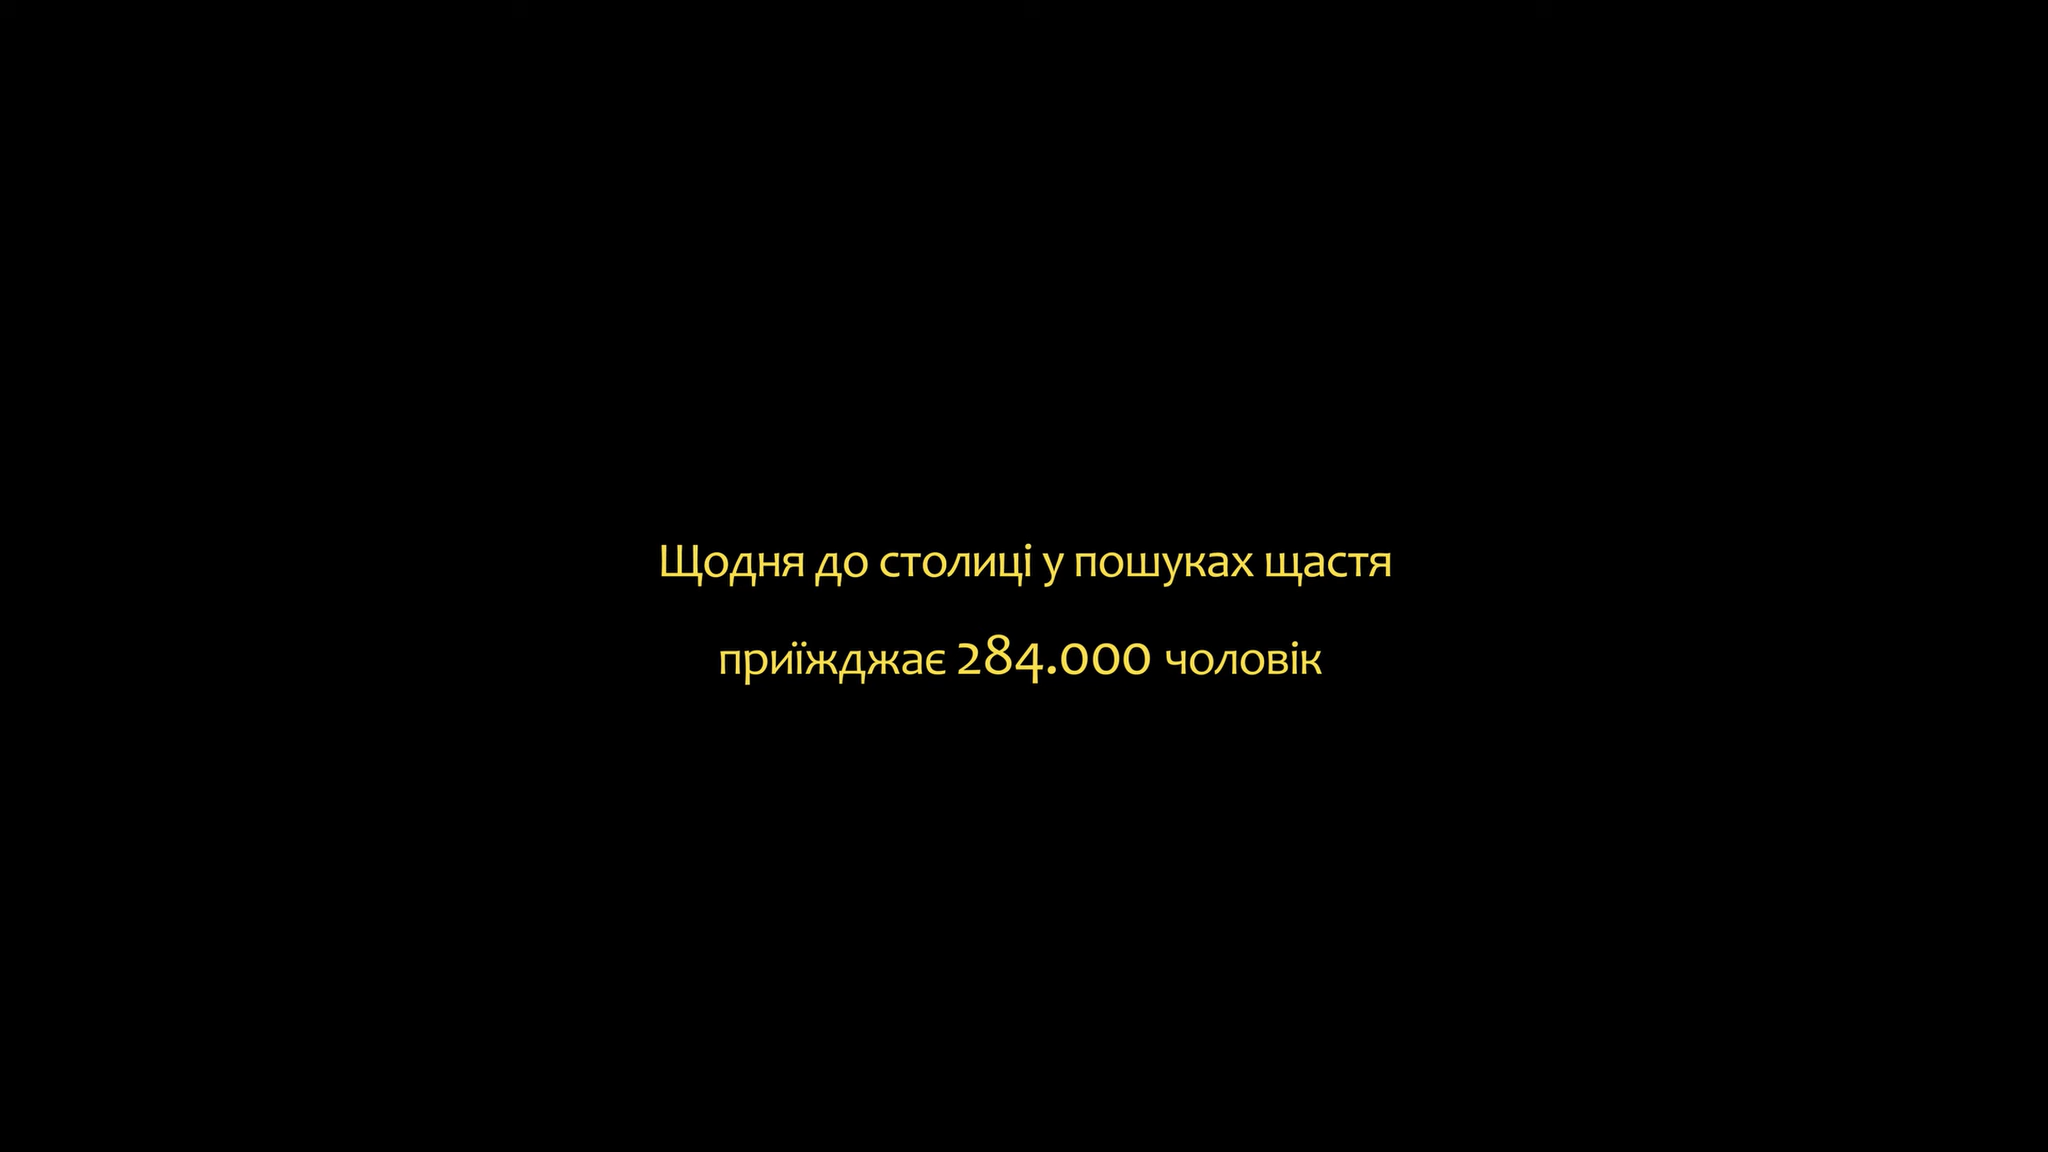 Щодня до столиці у пошуках щастя
приїжджає 284.000 чоловік